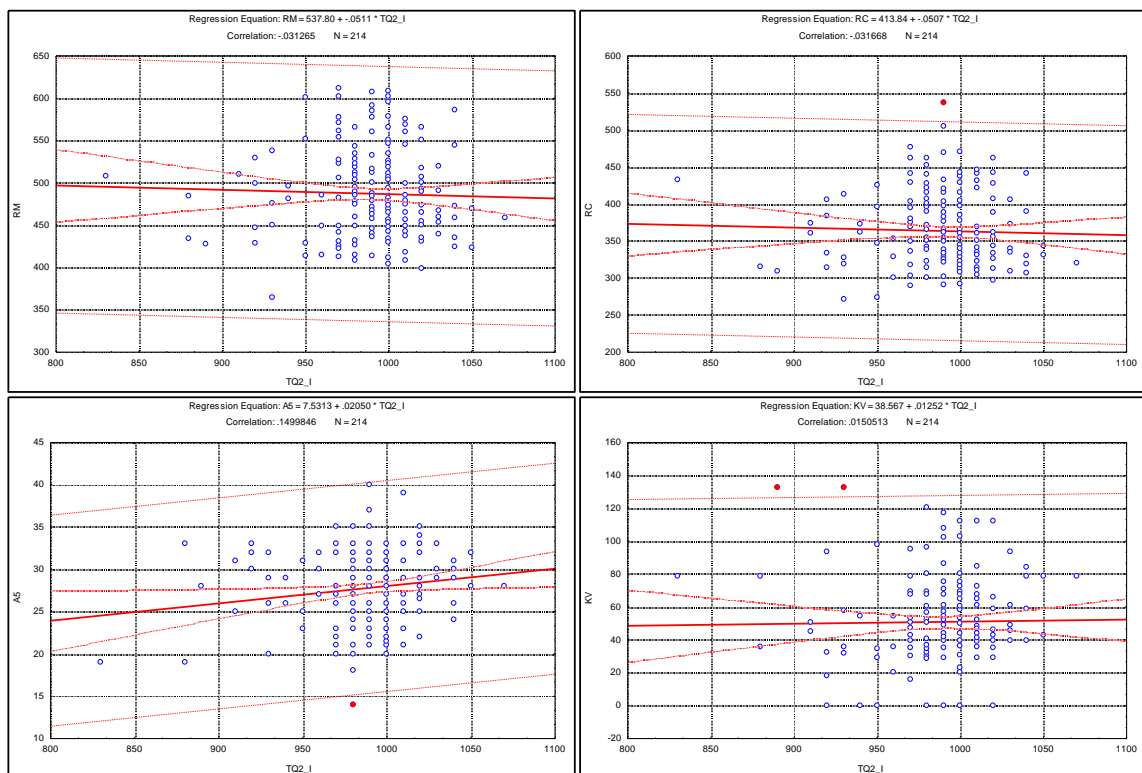 Regression Equation: RM = 537.80 + -.0511 * TQ2_I
Correlation: -.031265 N = 214
RM
650
600
550
500
450
400
350
300
800 850 900 950 1000 1050 1100
TQ2_I
Regression Equation: RC = 413.84 + -.0507 * TQ2_I
Correlation: -.031668 N = 214
RC
600
550
500
450
400
350
300
250
200
800 850 900 950 1000 1050 1100
TQ2_I
Regression Equation: A5 = 7.5313 + .02050 * TQ2_I
Correlation: .1499846 N = 214
A5
45
40
35
30
25
20
15
10
800 850 900 950 1000 1050 1100
TQ2_I
Regression Equation: KV = 38.567 + .01252 * TQ2_I
Correlation: .0150513 N = 214
KV
160
140
120
100
80
60
40
20
0
-20
800 850 900 950 1000 1050 1100
TQ2_I